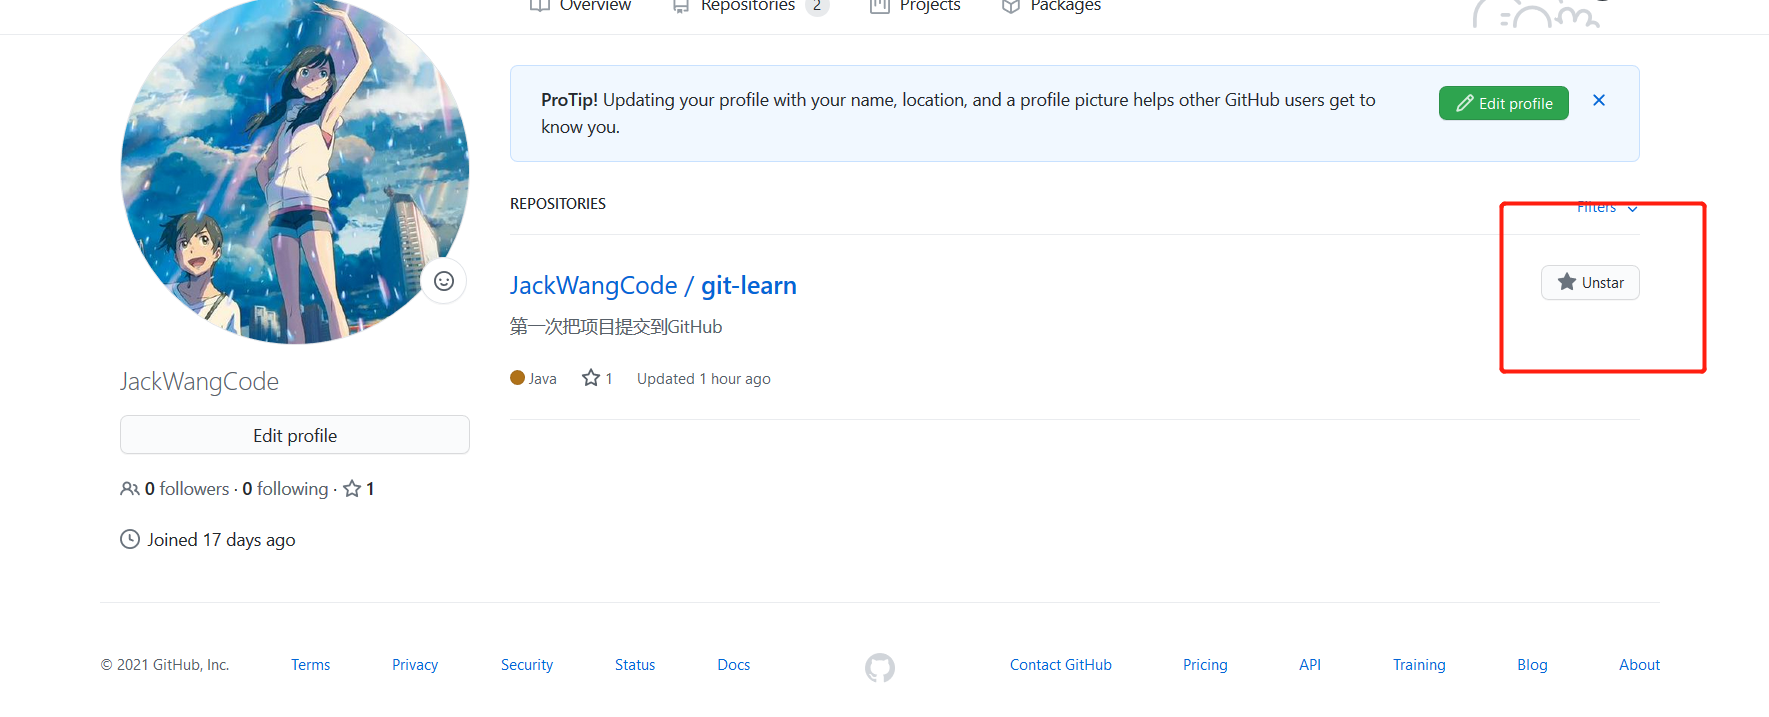 Overview Repositories 2 Projects Packages
ProTip! Updating your profile with your name, location, and a profile picture helps other GitHub users get to
know you.
Edit profile
REPOSITORIES
Filters
JackWangCode / git-learn
Unstar
第一次把项目提交到GitHub
Java 1 Updated 1 hour ago
JackWangCode
Edit profile
0 followers · 0 following · 1
Joined 17 days ago
© 2021 GitHub, Inc. Terms Privacy Security Status Docs Contact GitHub Pricing API Training Blog About